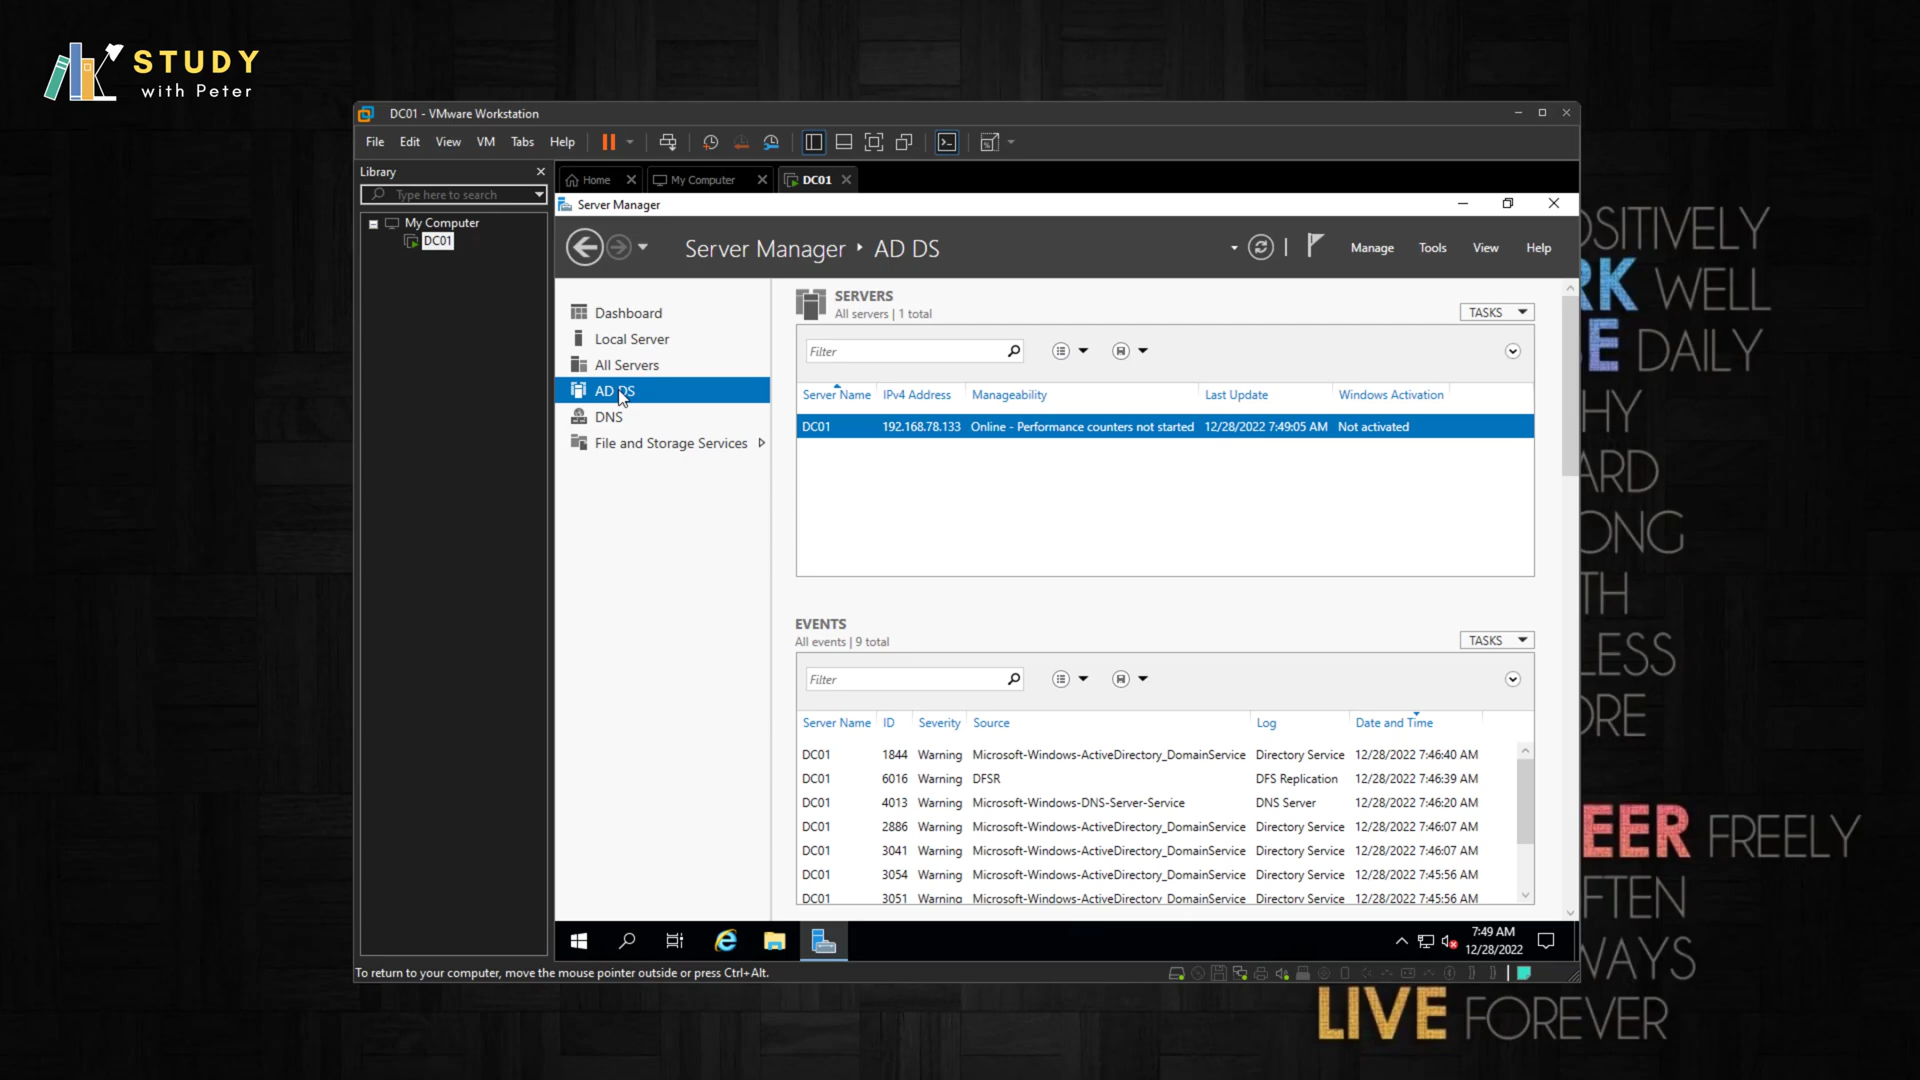 STUDY
with Peter
DC01 - VMware Workstation
File Edit View VM Tabs Help
Library
Type here to search
My Computer
DC01
Home My Computer DC01
Server Manager
Server Manager AD DS
Manage Tools View Help
Dashboard
Local Server
All Servers
AD DS
DNS
File and Storage Services
SERVERS
All servers | 1 total
TASKS
Filter
Server Name IPv4 Address Manageability Last Update Windows Activation
DC01 192.168.78.133 Online - Performance counters not started 12/28/2022 7:49:05 AM Not activated
EVENTS
All events | 9 total
TASKS
Filter
Server Name ID Severity Source Log Date and Time
DC01 1844 Warning Microsoft-Windows-ActiveDirectory_DomainService Directory Service 12/28/2022 7:46:40 AM
DC01 6016 Warning DFSR DFS Replication 12/28/2022 7:46:39 AM
DC01 4013 Warning Microsoft-Windows-DNS-Server-Service DNS Server 12/28/2022 7:46:20 AM
DC01 2886 Warning Microsoft-Windows-ActiveDirectory_DomainService Directory Service 12/28/2022 7:46:07 AM
DC01 3041 Warning Microsoft-Windows-ActiveDirectory_DomainService Directory Service 12/28/2022 7:46:07 AM
DC01 3054 Warning Microsoft-Windows-ActiveDirectory_DomainService Directory Service 12/28/2022 7:45:56 AM
DC01 3051 Warning Microsoft-Windows-ActiveDirectory_DomainService Directory Service 12/28/2022 7:45:56 AM
7:49 AM
12/28/2022
To return to your computer, move the mouse pointer outside or press Ctrl+Alt.
OSITIVELY
RK WELL
E DAILY
HY
ARD
ONG
TH
LESS
ORE
EER FREELY
FTEN
WAYS
LIVE FOREVER